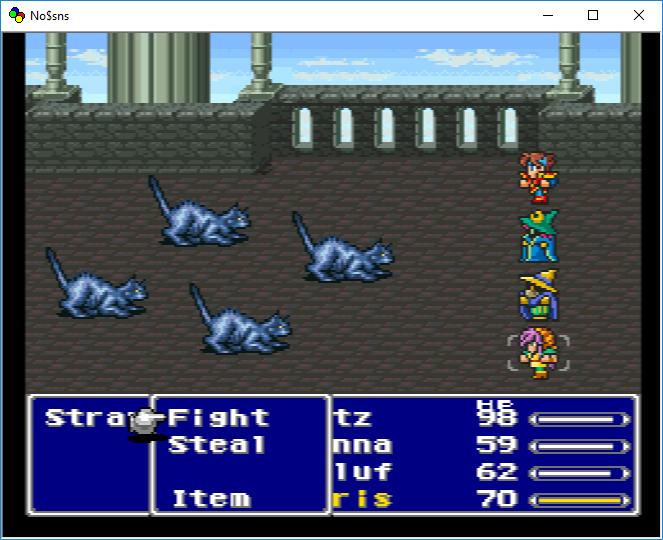 No$sns
HP
Stra Fight tz 98
Steal nna 59
luf 62
Item ris 70